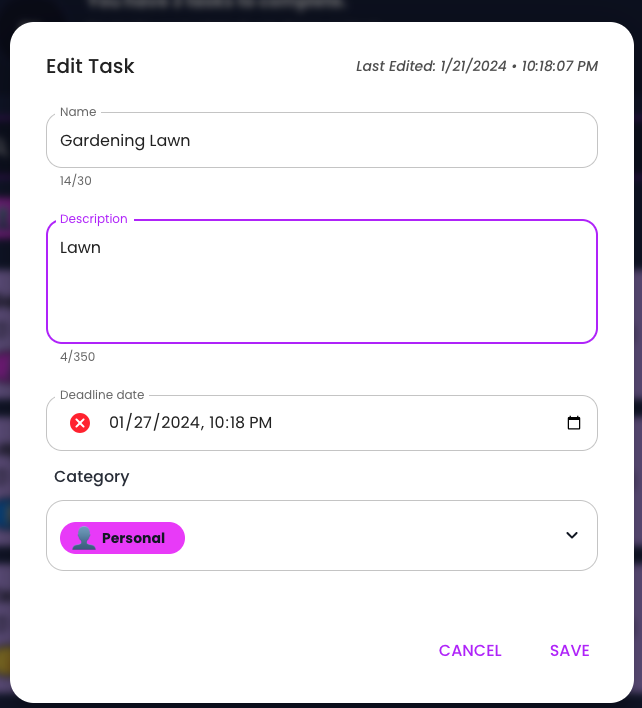 Edit Task
Last Edited: 1/21/2024 • 10:18:07 PM
Name
Gardening Lawn
14/30
Description
Lawn
4/350
Deadline date
01/27/2024, 10:18 PM
Category
Personal
CANCEL
SAVE